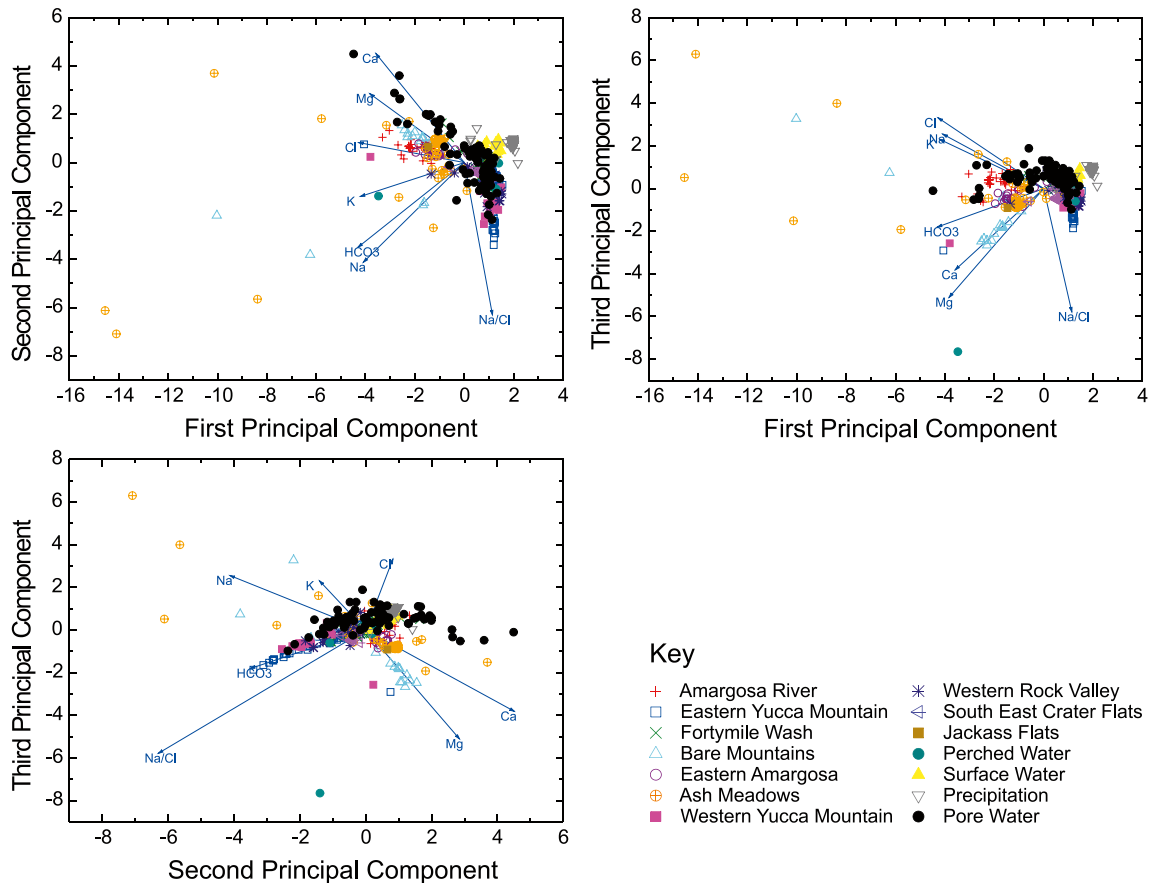 6
4
2
0
-2
-4
-6
-8
Second Principal Component
Ca
Mg
Cl
K
HCO3
Na
Na/Cl
-16 -14 -12 -10 -8 -6 -4 -2 0 2 4
First Principal Component
8
6
4
2
0
-2
-4
-6
-8
Third Principal Component
Cl
Na
K
HCO3
Ca
Mg
Na/Cl
-16 -14 -12 -10 -8 -6 -4 -2 0 2 4
First Principal Component
8
6
4
2
0
-2
-4
-6
-8
Third Principal Component
Na
K
Cl
HCO3
Na/Cl
Mg
Ca
-8 -6 -4 -2 0 2 4 6
Second Principal Component
Key
Amargosa River
Eastern Yucca Mountain
Fortymile Wash
Bare Mountains
Eastern Amargosa
Ash Meadows
Western Yucca Mountain
Western Rock Valley
South East Crater Flats
Jackass Flats
Perched Water
Surface Water
Precipitation
Pore Water